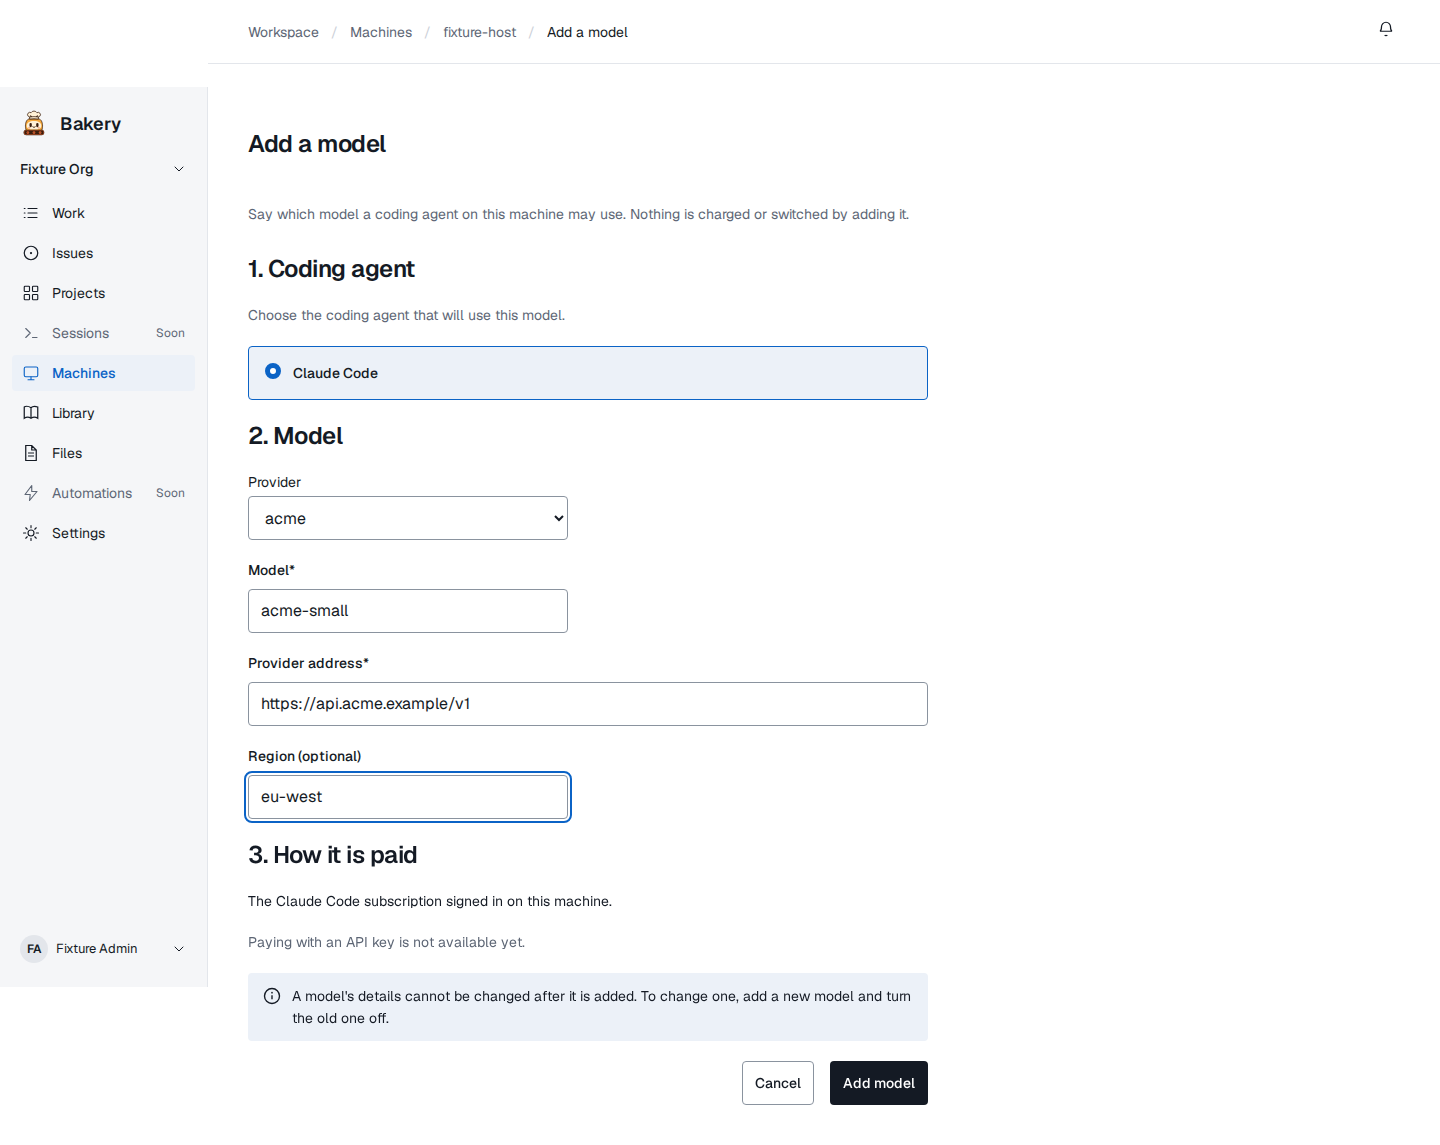 Workspace / Machines / fixture-host / Add a model
Bakery
Fixture Org
Work
Issues
Projects
Sessions Soon
Machines
Library
Files
Automations Soon
Settings
FA Fixture Admin
Add a model
Say which model a coding agent on this machine may use. Nothing is charged or switched by adding it.
1. Coding agent
Choose the coding agent that will use this model.
Claude Code
2. Model
Provider
acme
Model*
acme-small
Provider address*
https://api.acme.example/v1
Region (optional)
eu-west
3. How it is paid
The Claude Code subscription signed in on this machine.
Paying with an API key is not available yet.
A model's details cannot be changed after it is added. To change one, add a new model and turn
the old one off.
Cancel Add model